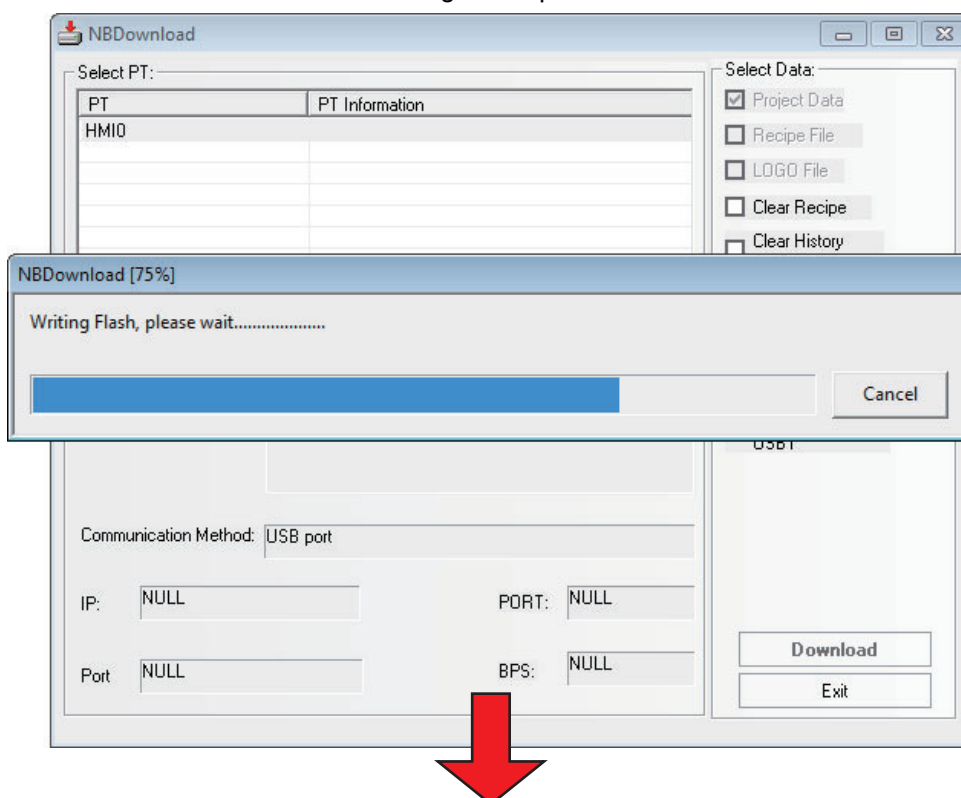 NBDownload
Select PT:
PT PT Information
HMI0
Select Data:
Project Data
Recipe File
LOGO File
Clear Recipe
Clear History
NBDownload [75%]
Writing Flash, please wait....................
Cancel
Communication Method: USB port
IP: NULL PORT: NULL
Port NULL BPS: NULL
Download
Exit